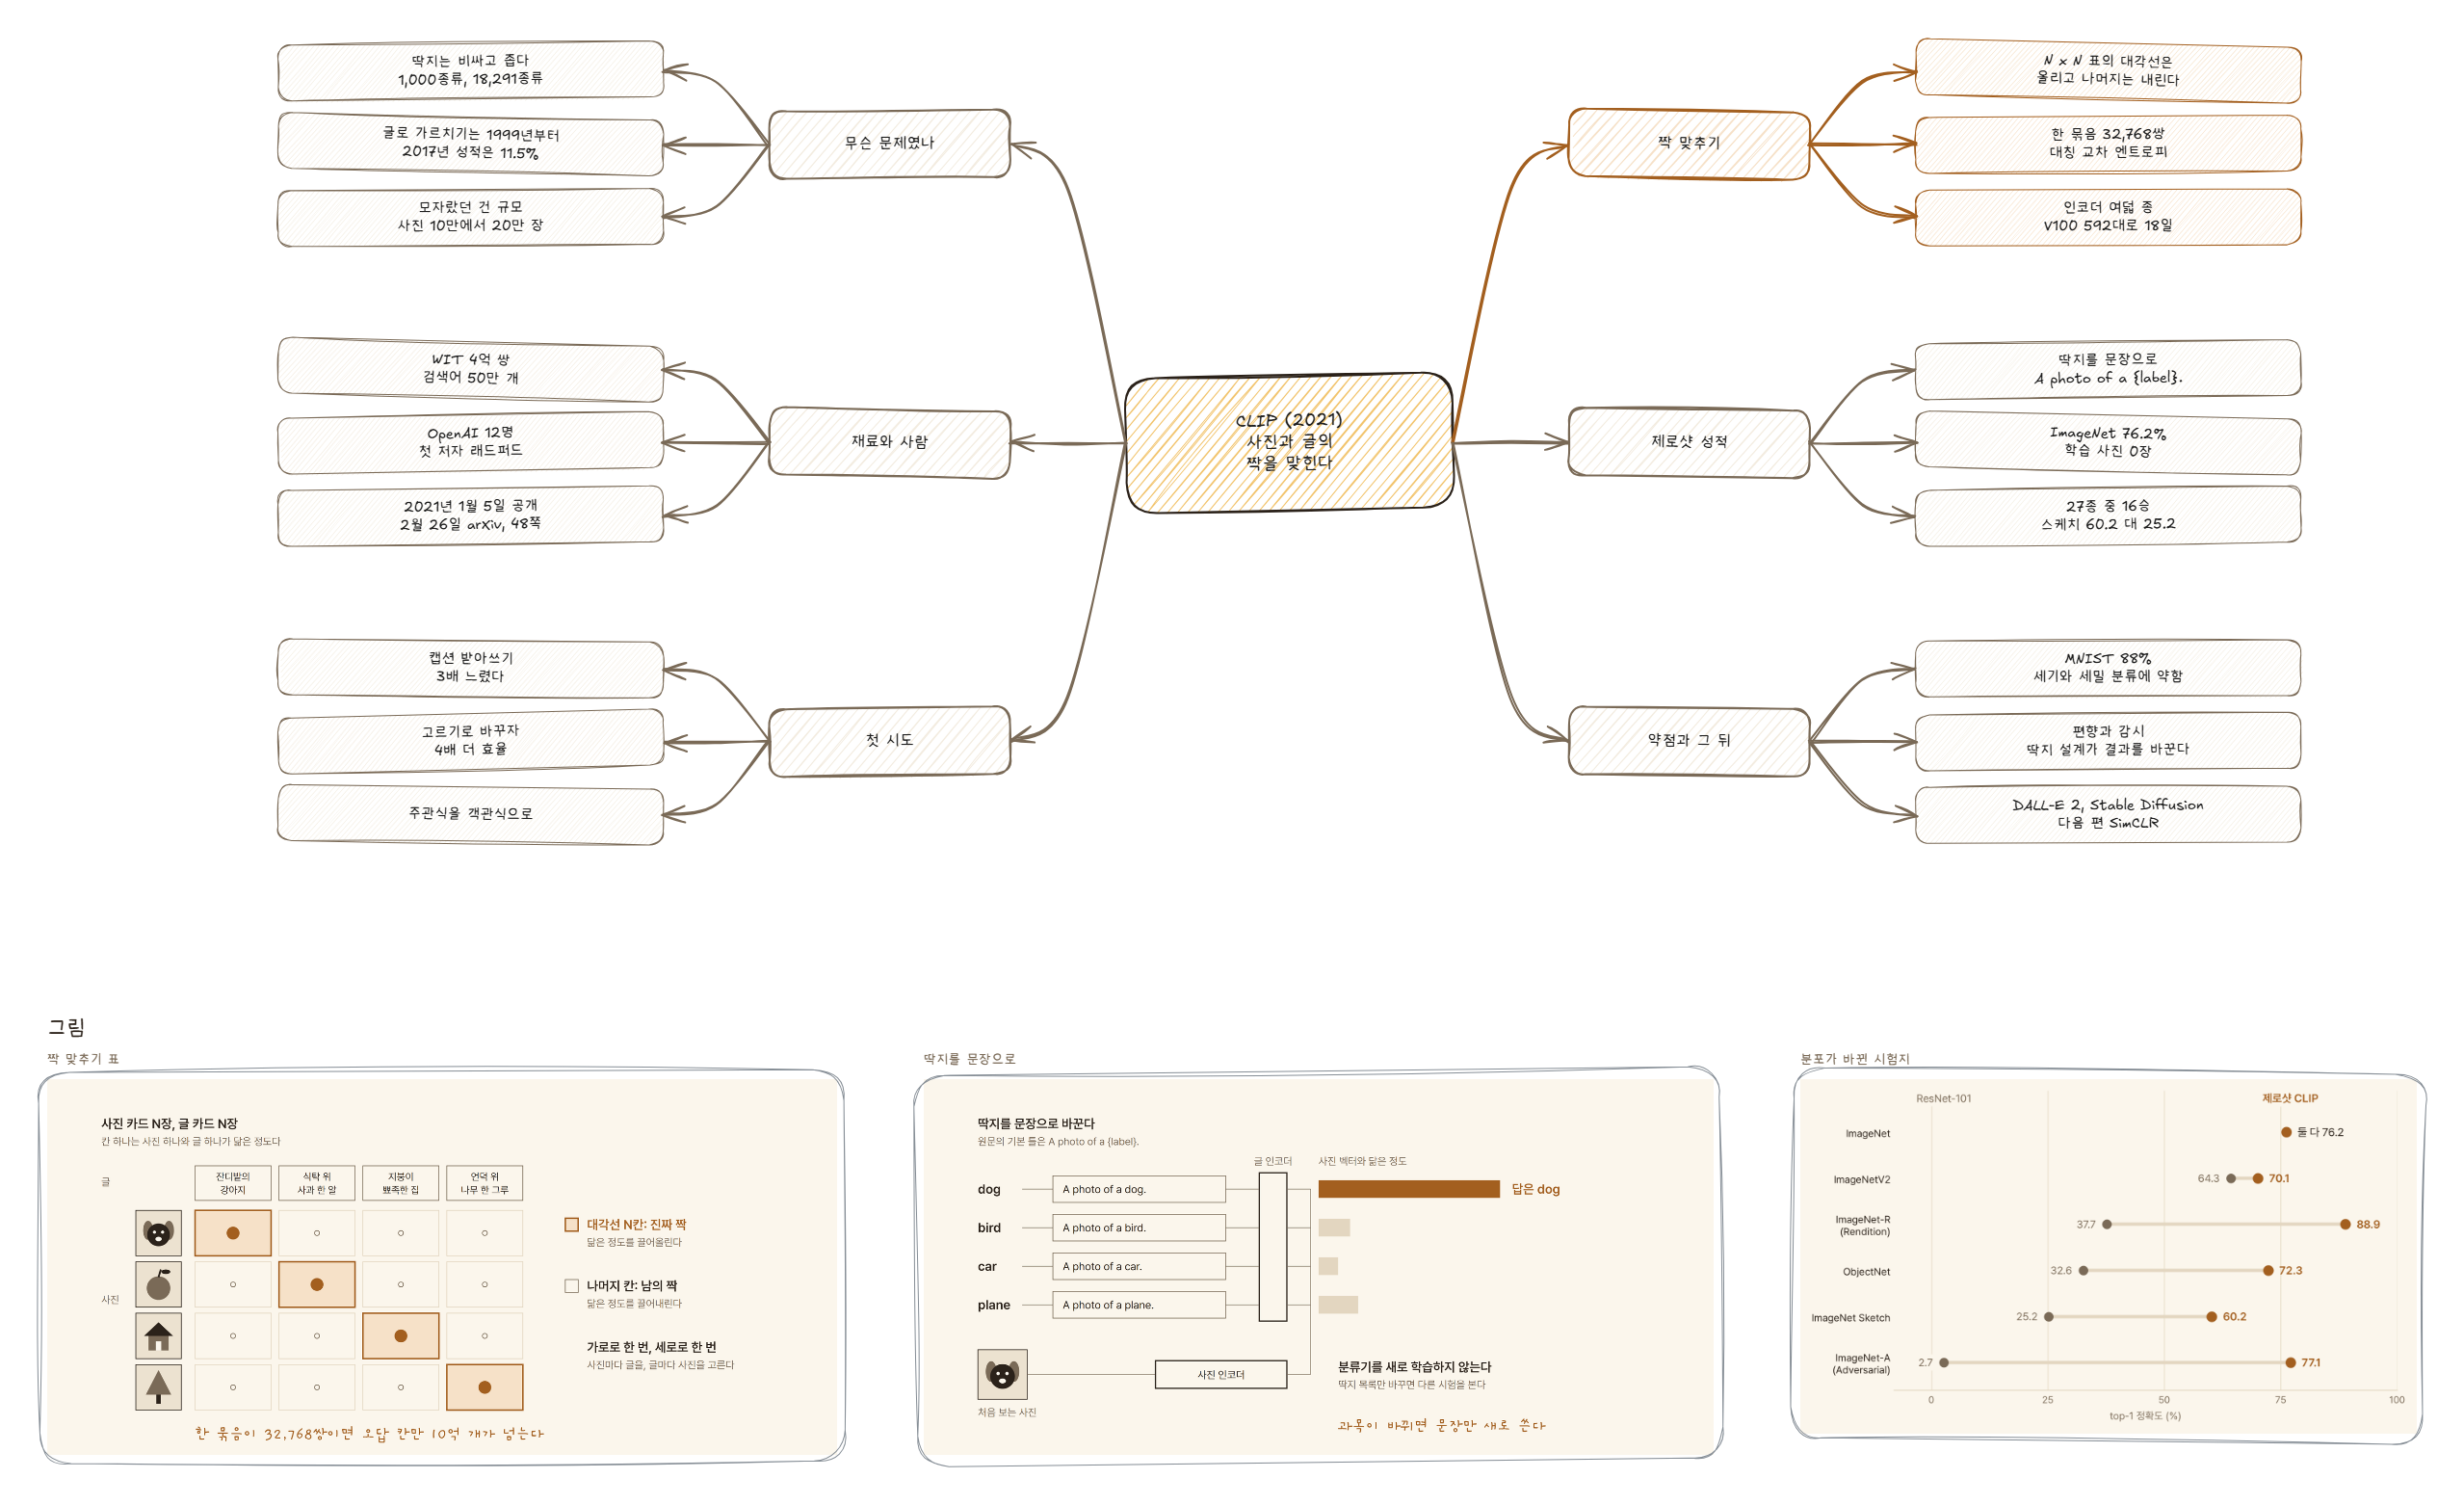 딱지는 비싸고 좁다
1,000종류, 18,291종류
글로 가르치기는 1999년부터
2017년 성적은 11.5%
모자랐던 건 규모
사진 10만에서 20만 장
무슨 문제였나
WIT 4억 쌍
검색어 50만 개
OpenAI 12명
첫 저자 래드퍼드
2021년 1월 5일 공개
2월 26일 arXiv, 48쪽
재료와 사람
캡션 받아쓰기
3배 느렸다
고르기로 바꾸자
4배 더 효율
주관식을 객관식으로
첫 시도
CLIP (2021)
사진과 글의
짝을 맞힌다
짝 맞추기
N x N 표의 대각선은
올리고 나머지는 내린다
한 묶음 32,768쌍
대칭 교차 엔트로피
인코더 여덟 종
V100 592대로 18일
제로샷 성적
딱지를 문장으로
A photo of a {label}.
ImageNet 76.2%
학습 사진 0장
27종 중 16승
스케치 60.2 대 25.2
약점과 그 뒤
MNIST 88%
세기와 세밀 분류에 약함
편향과 감시
딱지 설계가 결과를 바꾼다
DALL-E 2, Stable Diffusion
다음 편 SimCLR
그림
짝 맞추기 표
사진 카드 N장, 글 카드 N장
칸 하나는 사진 하나와 글 하나가 닮은 정도다
글
진디밭의
강아지
식탁 위
사과 한 알
지붕이
뾰족한 집
언덕 위
나무 한 그루
사진
대각선 N칸: 진짜 짝
닮은 정도를 끌어올린다
나머지 칸: 남의 짝
닮은 정도를 끌어내린다
가로로 한 번, 세로로 한 번
사진마다 글을, 글마다 사진을 고른다
한 묶음이 32,768쌍이면 오답 칸만 10억 개가 넘는다
딱지를 문장으로
딱지를 문장으로 바꾼다
원문의 기본 틀은 A photo of a {label}.
글 인코더
사진 벡터와 닮은 정도
dog
A photo of a dog.
답은 dog
bird
A photo of a bird.
car
A photo of a car.
plane
A photo of a plane.
사진 인코더
처음 보는 사진
분류기를 새로 학습하지 않는다
딱지 목록만 바꾸면 다른 시험을 본다
과목이 바뀌면 문장만 새로 쓴다
분포가 바뀐 시험지
ResNet-101
제로샷 CLIP
ImageNet
둘 다 76.2
ImageNetV2
64.3
70.1
ImageNet-R
(Rendition)
37.7
88.9
ObjectNet
32.6
72.3
ImageNet Sketch
25.2
60.2
ImageNet-A
(Adversarial)
2.7
77.1
0
25
50
75
100
top-1 정확도 (%)